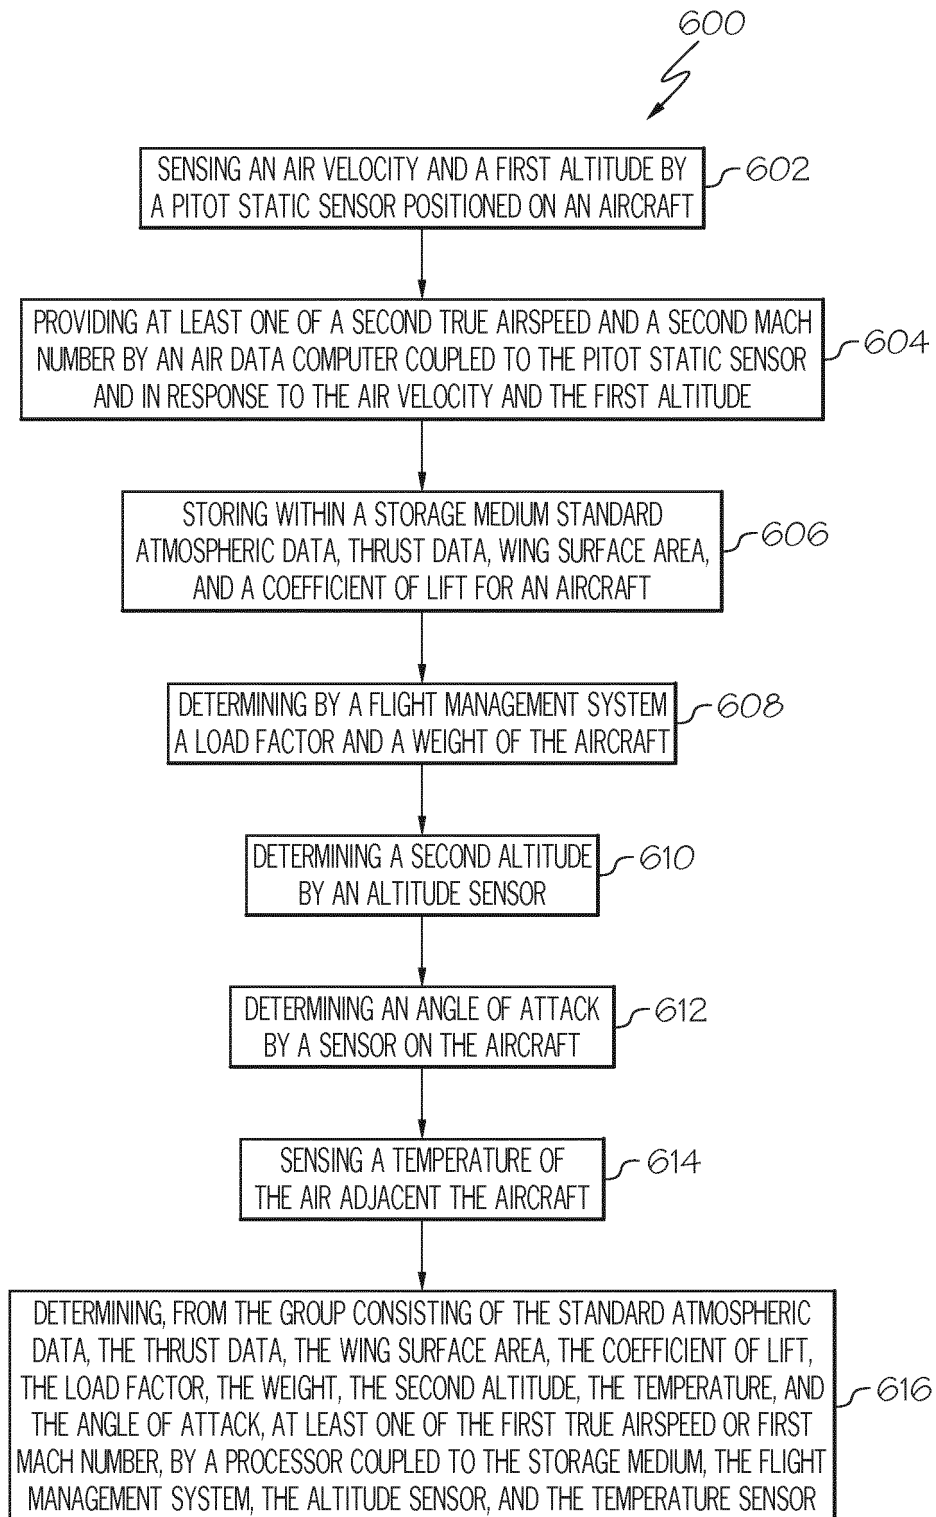 600
SENSING AN AIR VELOCITY AND A FIRST ALTITUDE BY
A PITOT STATIC SENSOR POSITIONED ON AN AIRCRAFT
602
PROVIDING AT LEAST ONE OF A SECOND TRUE AIRSPEED AND A SECOND MACH
NUMBER BY AN AIR DATA COMPUTER COUPLED TO THE PITOT STATIC SENSOR
AND IN RESPONSE TO THE AIR VELOCITY AND THE FIRST ALTITUDE
604
STORING WITHIN A STORAGE MEDIUM STANDARD
ATMOSPHERIC DATA, THRUST DATA, WING SURFACE AREA,
AND A COEFFICIENT OF LIFT FOR AN AIRCRAFT
606
DETERMINING BY A FLIGHT MANAGEMENT SYSTEM
A LOAD FACTOR AND A WEIGHT OF THE AIRCRAFT
608
DETERMINING A SECOND ALTITUDE
BY AN ALTITUDE SENSOR
610
DETERMINING AN ANGLE OF ATTACK
BY A SENSOR ON THE AIRCRAFT
612
SENSING A TEMPERATURE OF
THE AIR ADJACENT THE AIRCRAFT
614
DETERMINING, FROM THE GROUP CONSISTING OF THE STANDARD ATMOSPHERIC
DATA, THE THRUST DATA, THE WING SURFACE AREA, THE COEFFICIENT OF LIFT,
THE LOAD FACTOR, THE WEIGHT, THE SECOND ALTITUDE, THE TEMPERATURE, AND
THE ANGLE OF ATTACK, AT LEAST ONE OF THE FIRST TRUE AIRSPEED OR FIRST
MACH NUMBER, BY A PROCESSOR COUPLED TO THE STORAGE MEDIUM, THE FLIGHT
MANAGEMENT SYSTEM, THE ALTITUDE SENSOR, AND THE TEMPERATURE SENSOR
616